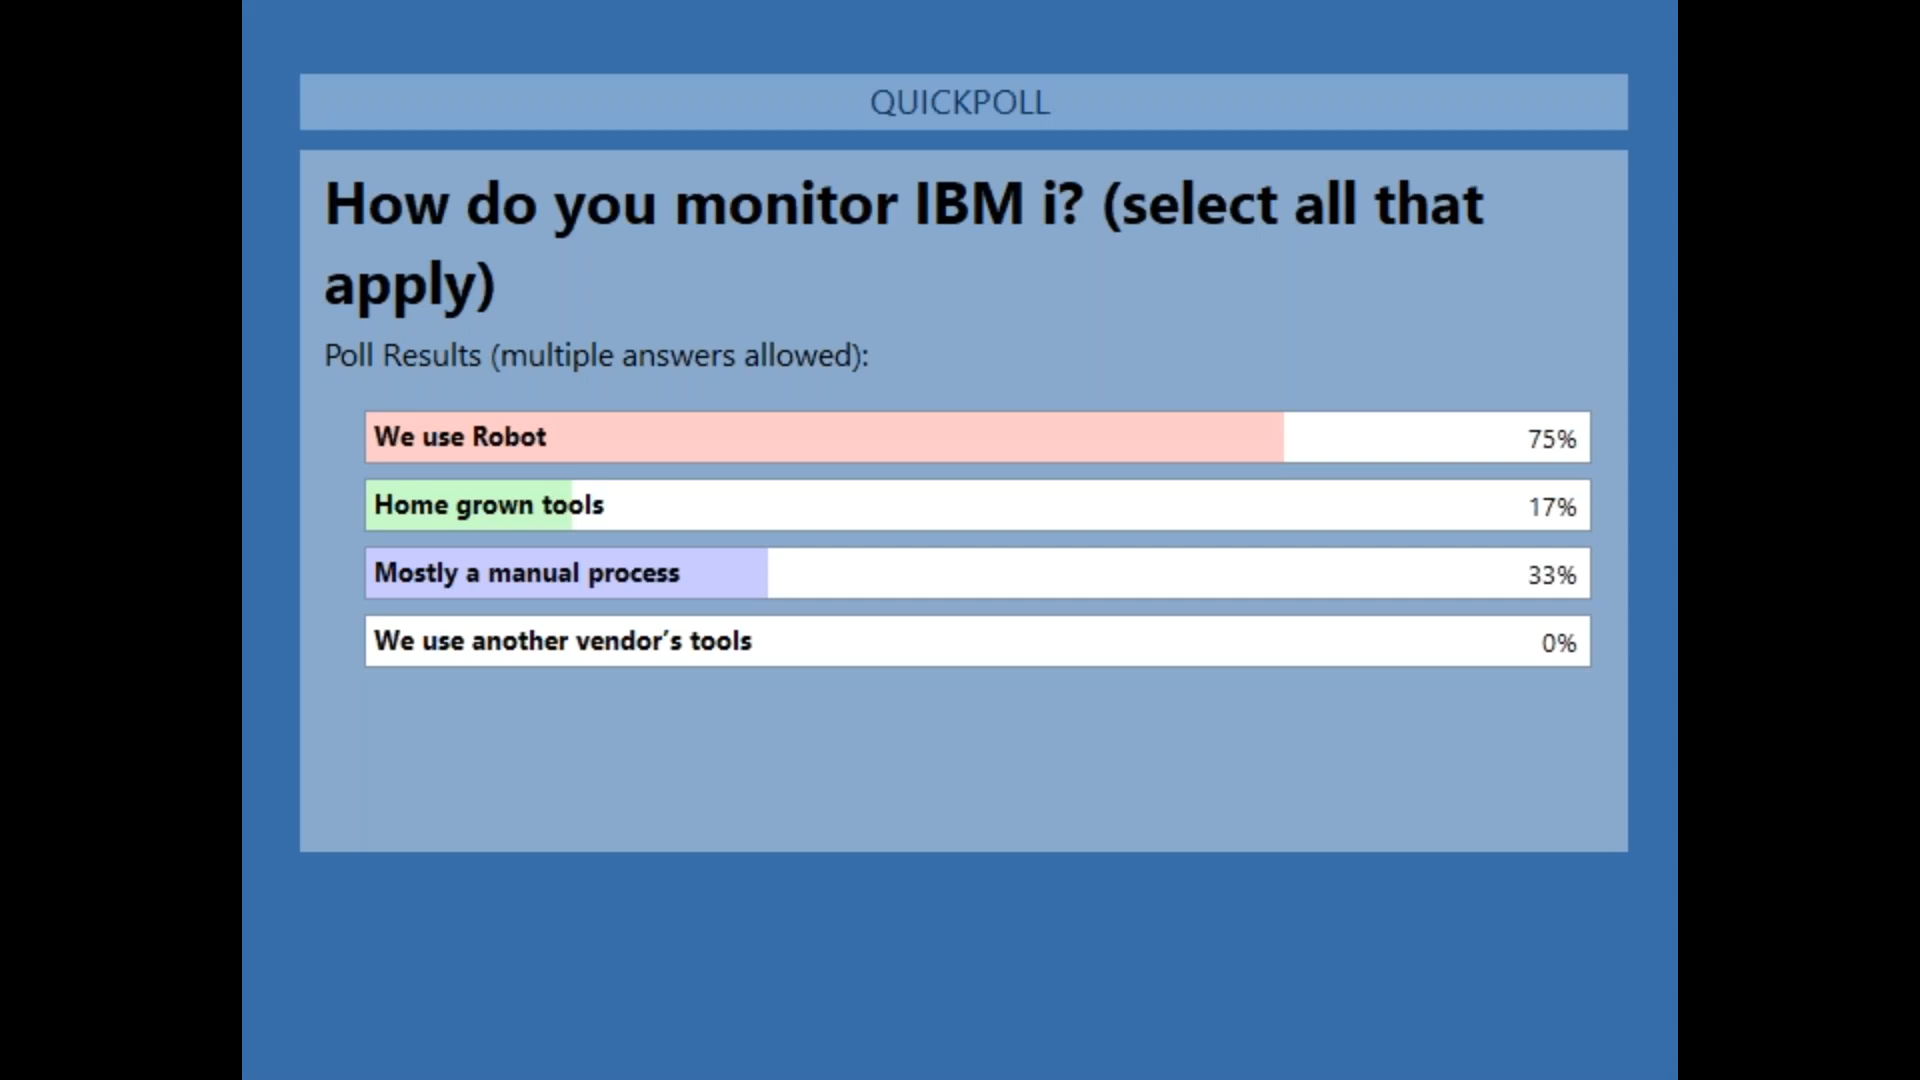 QUICKPOLL
How do you monitor IBM i? (select all that
apply)
Poll Results (multiple answers allowed):
We use Robot 75%
Home grown tools 17%
Mostly a manual process 33%
We use another vendor’s tools 0%